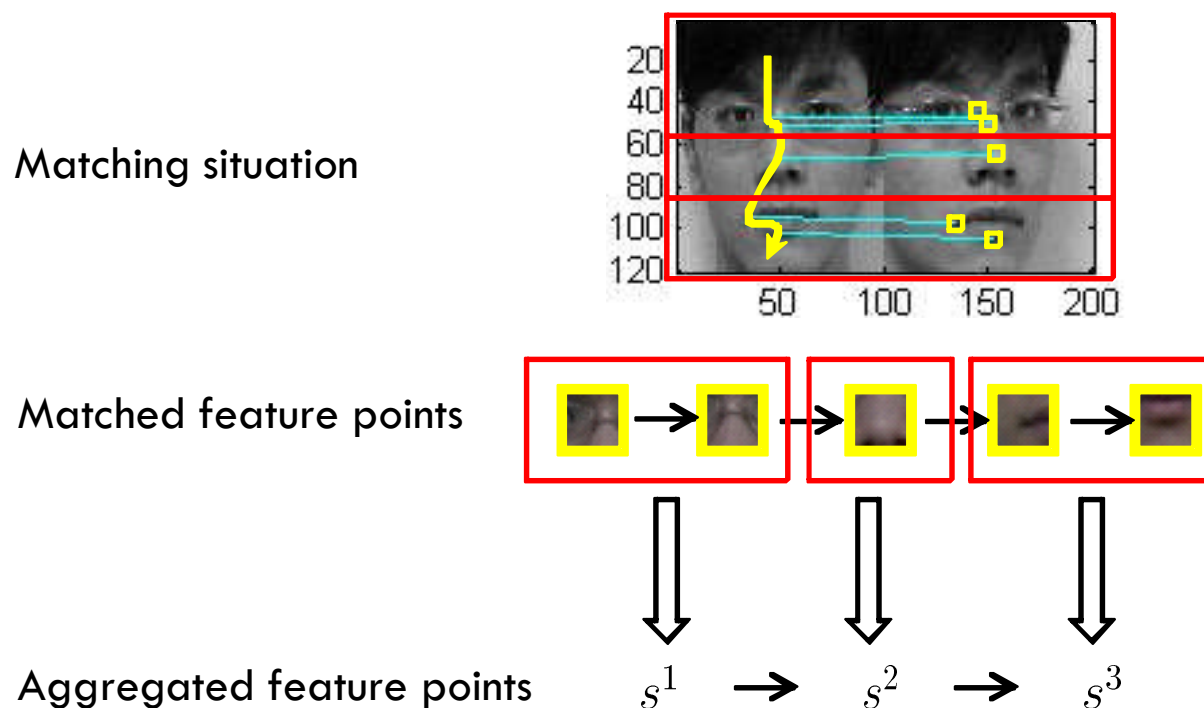 20
40
60
80
100
120
50 100 150 200
Matching situation
Matched feature points
Aggregated feature points s¹ → s² → s³